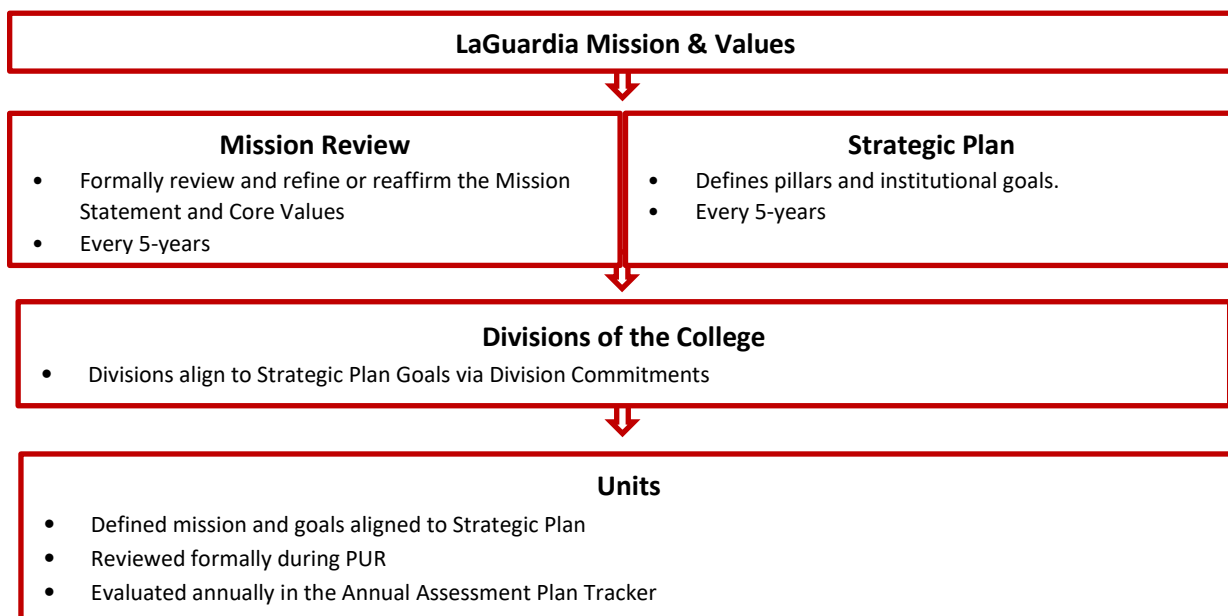 LaGuardia Mission & Values
Mission Review
• Formally review and refine or reaffirm the Mission
Statement and Core Values
• Every 5-years
Strategic Plan
• Defines pillars and institutional goals.
• Every 5-years
Divisions of the College
• Divisions align to Strategic Plan Goals via Division Commitments
Units
• Defined mission and goals aligned to Strategic Plan
• Reviewed formally during PUR
• Evaluated annually in the Annual Assessment Plan Tracker